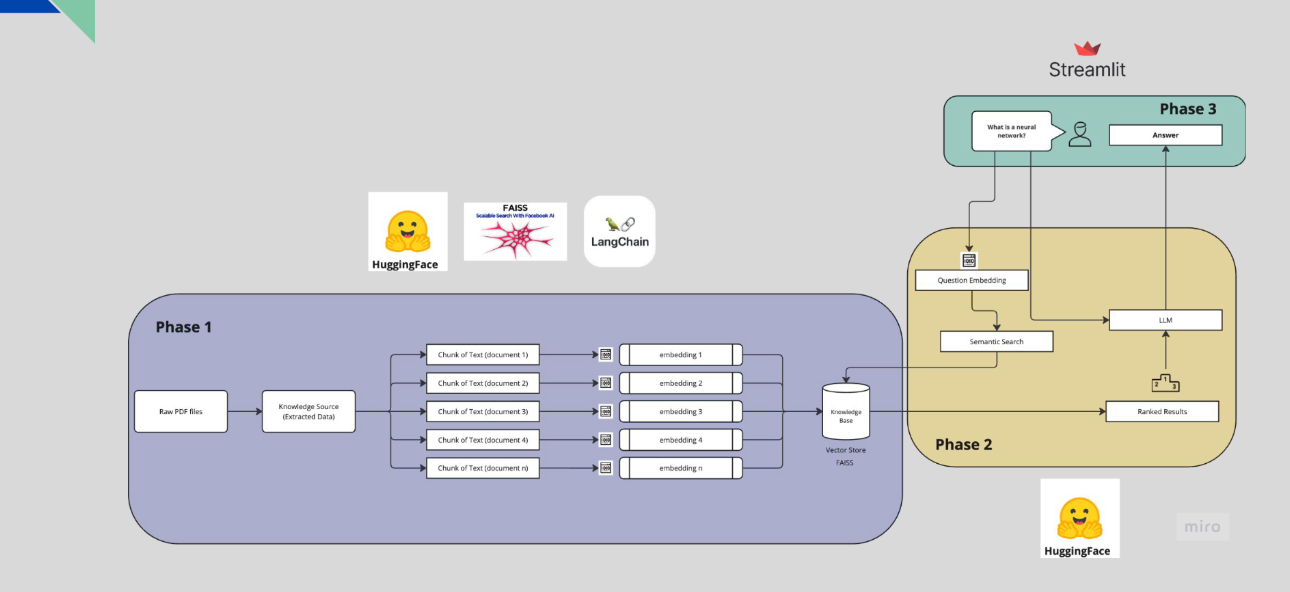 Streamlit
Phase 3
What is a neural
network?
Answer
HuggingFace
FAISS
Scalable Search With Facebook AI
LangChain
Phase 1
Raw PDF files
Knowledge Source
(Extracted Data)
Chunk of Text (document 1)
embedding 1
Chunk of Text (document 2)
embedding 2
Chunk of Text (document 3)
embedding 3
Chunk of Text (document 4)
embedding 4
Chunk of Text (document n)
embedding n
Knowledge
Base
Vector Store
FAISS
Question Embedding
Semantic Search
LLM
2 1 3
Ranked Results
Phase 2
HuggingFace
miro